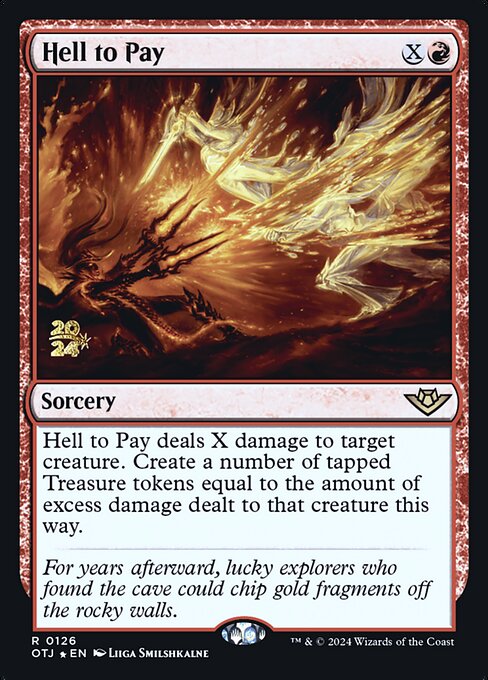 Hell to Pay
X
20
24
Sorcery
Hell to Pay deals X damage to target
creature. Create a number of tapped
Treasure tokens equal to the amount of
excess damage dealt to that creature this
way.
For years afterward, lucky explorers who
found the cave could chip gold fragments off
the rocky walls.
R 0126
OTJ ★ EN LIIGA SMILSHKALNE
™ & © 2024 Wizards of the Coast